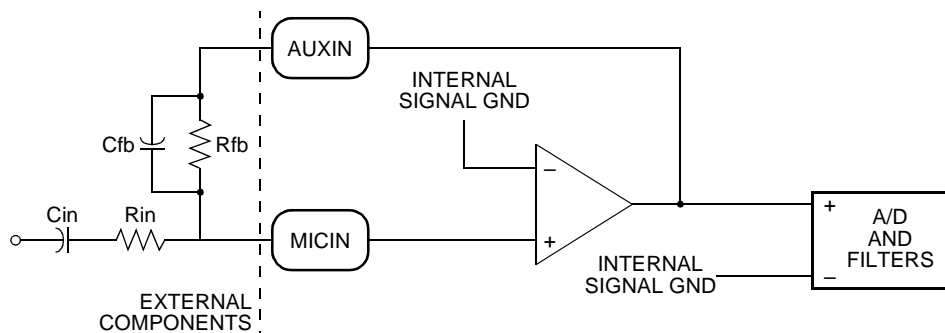 AUXIN
INTERNAL
SIGNAL GND
Cfb
Rfb
–
+
A/D
AND
FILTERS
Cin
Rin
MICIN
+
INTERNAL
SIGNAL GND
–
EXTERNAL
COMPONENTS